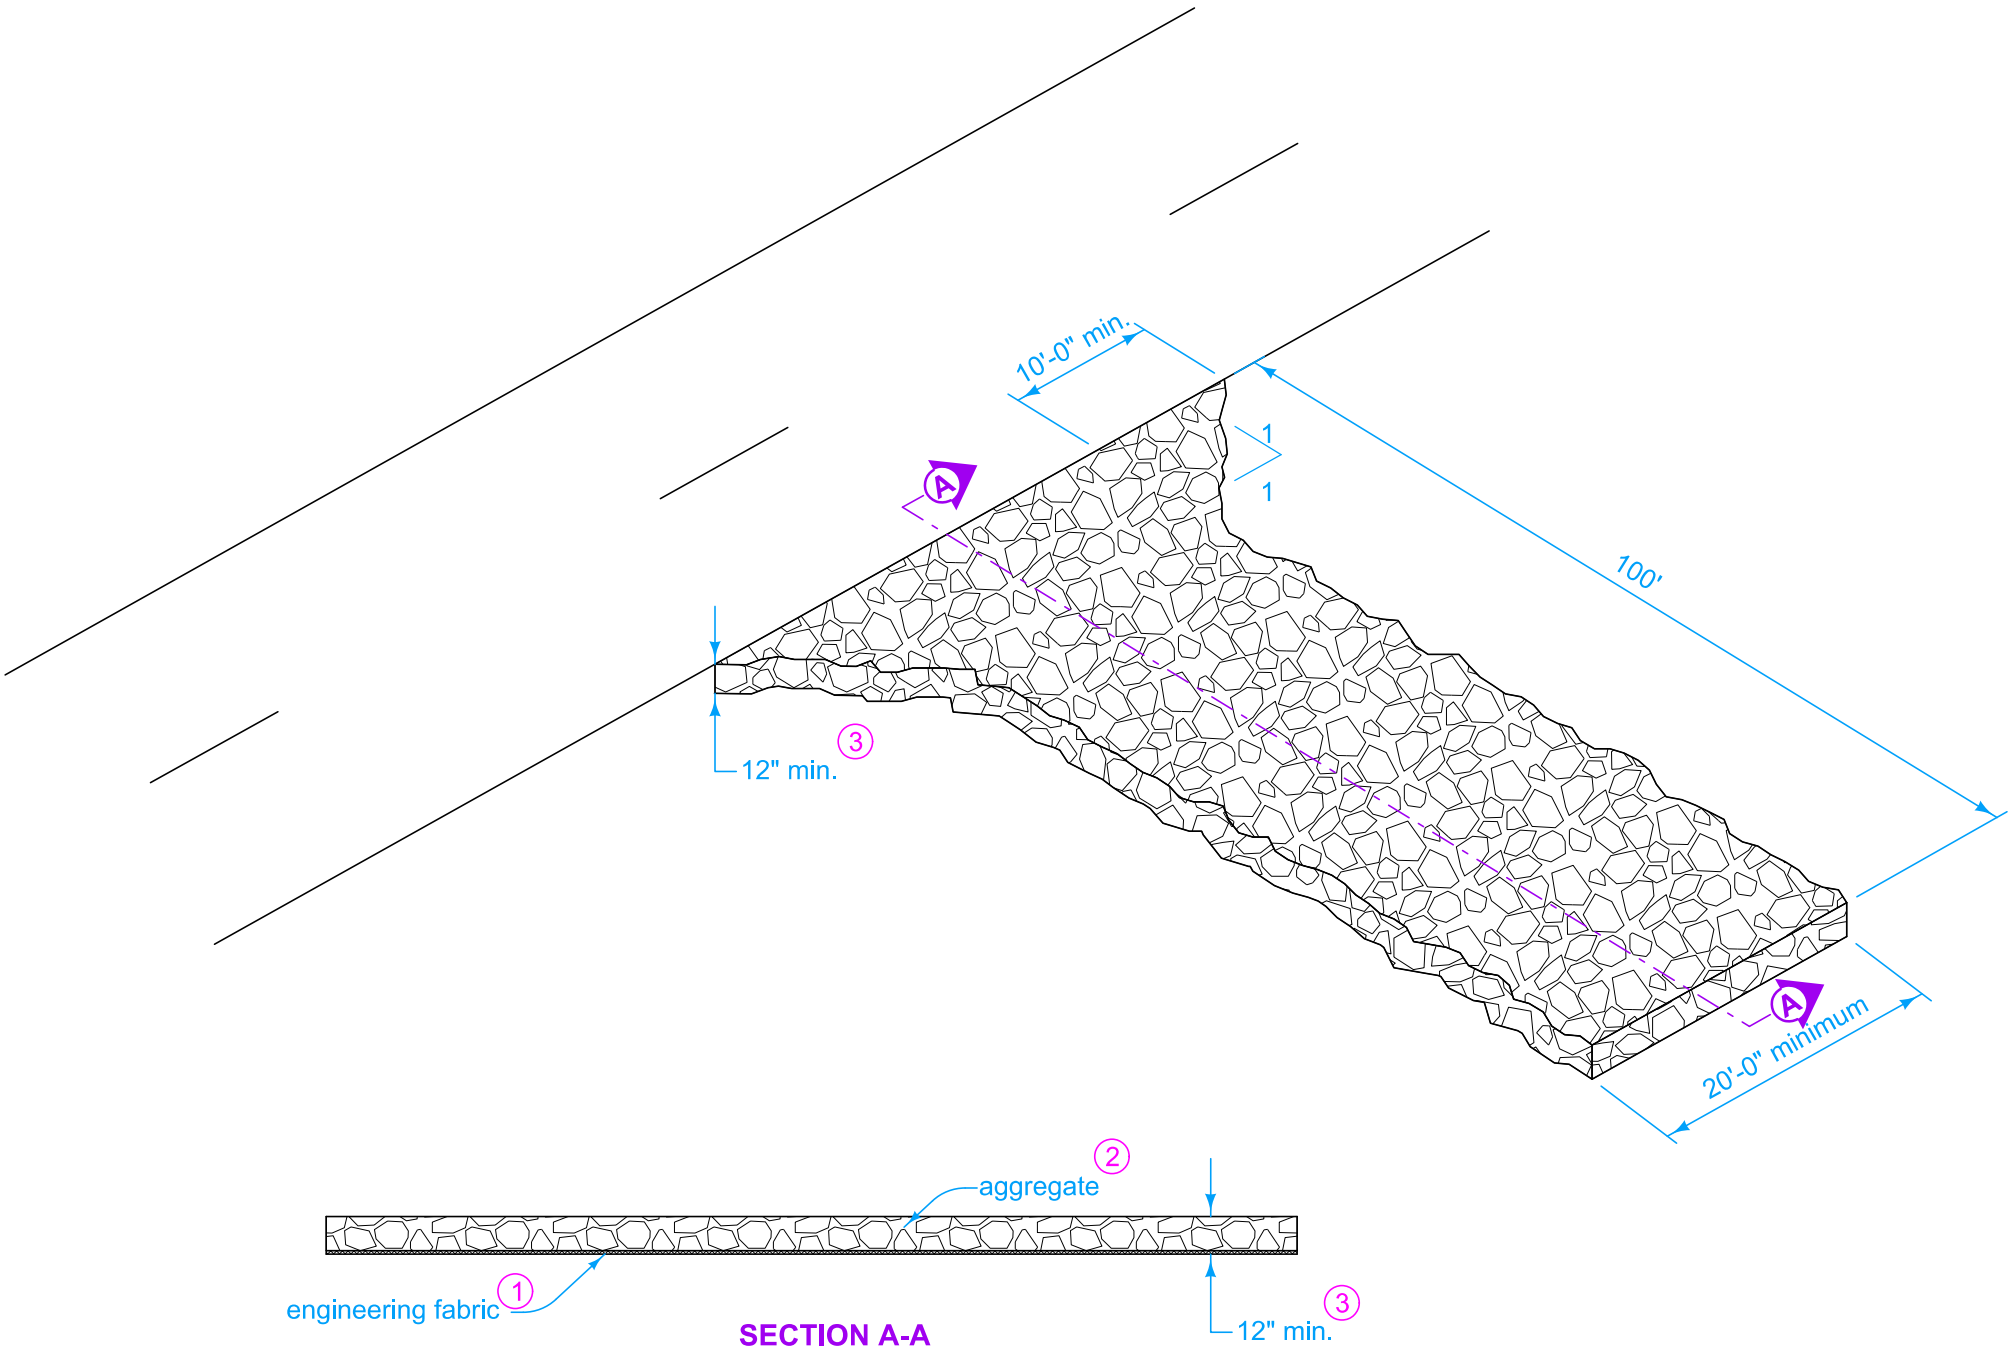 10'-0" min.
1
1
A
100'
3
12" min.
A
20'-0" minimum
2
aggregate
1
engineering fabric
3
12" min.
SECTION A-A